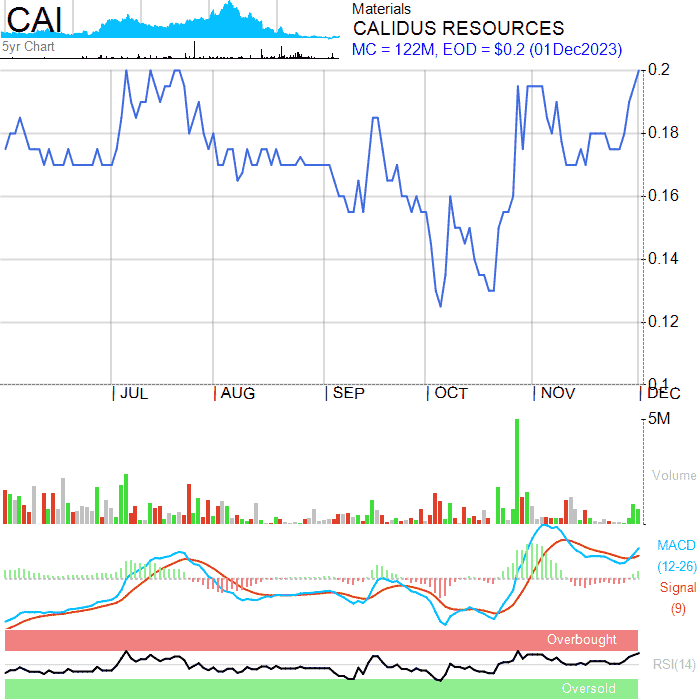 CAI
5yr Chart
Materials
CALIDUS RESOURCES
MC = 122M, EOD = $0.2 (01Dec2023)
0.2
0.18
0.16
0.14
0.12
0.1
JUL AUG SEP OCT NOV DEC
5M
Volume
MACD
(12-26)
Signal
(9)
Overbought
RSI(14)
Oversold